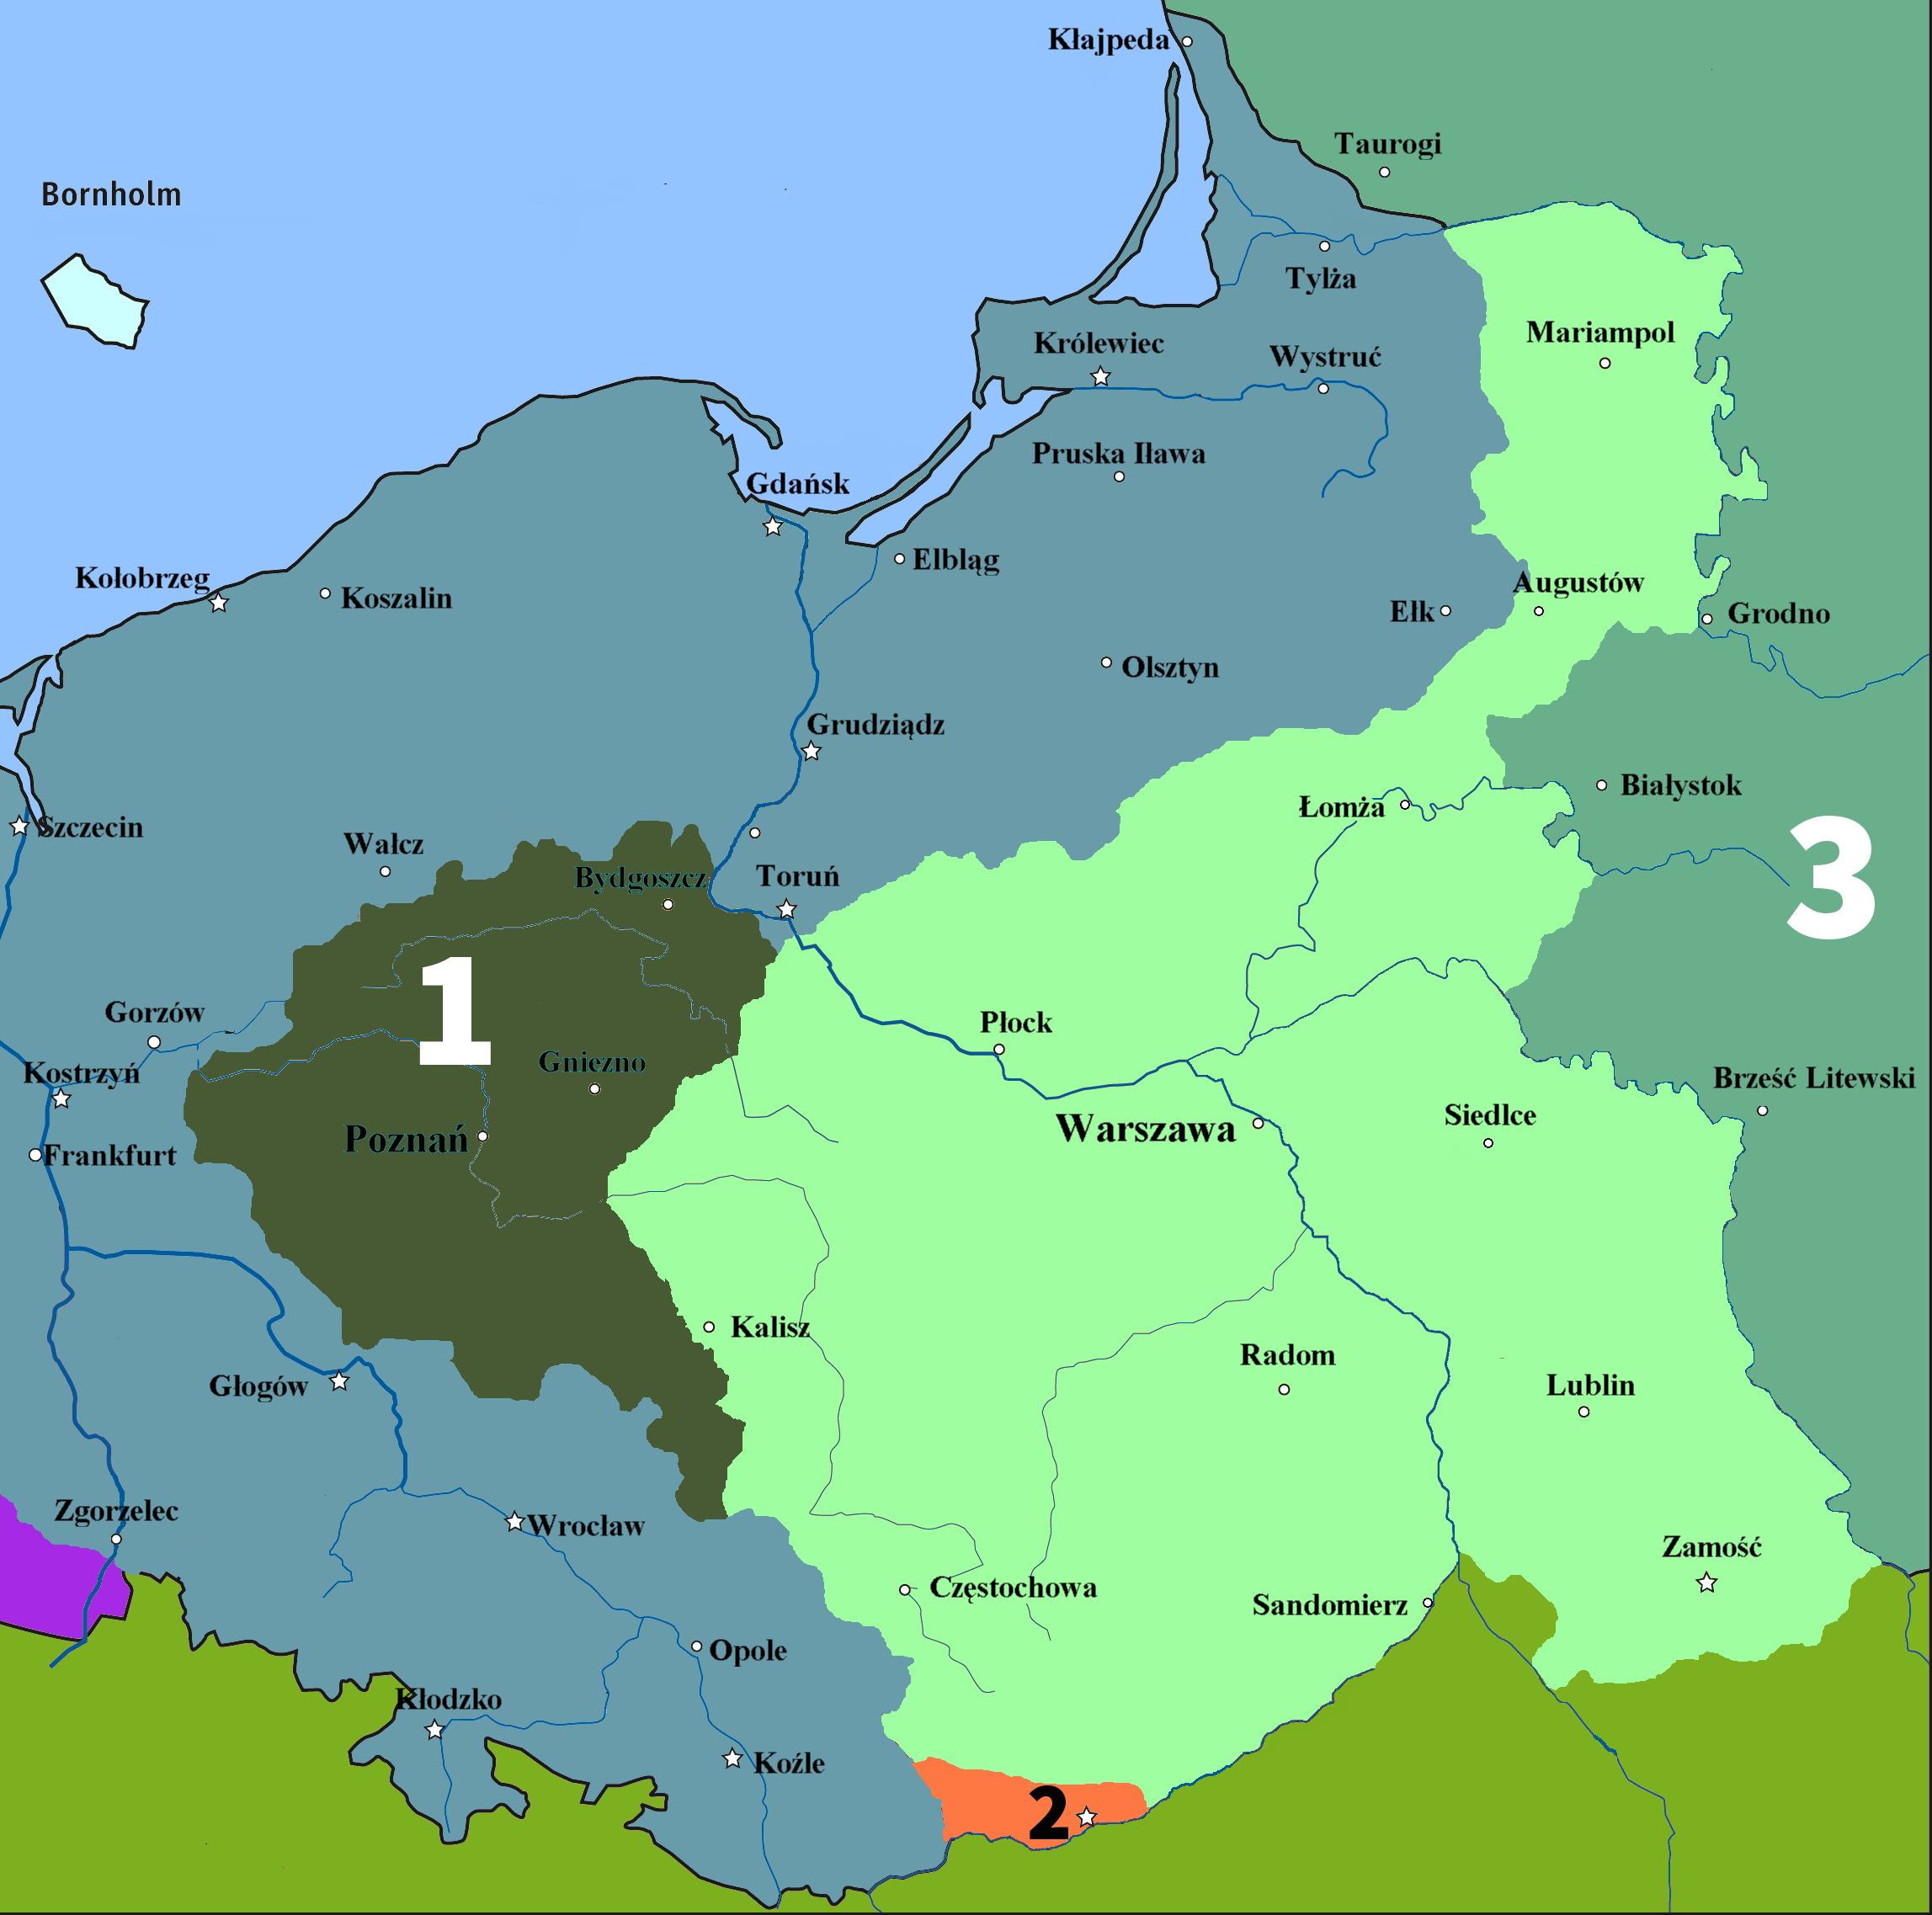 Kłajpeda
Taurogi
Bornholm
Tylża
Mariampol
Królewiec
Wystruć
Pruska Iława
Gdańsk
Elbląg
Kołobrzeg
Koszalin
Augustów
Ełk
Grodno
Olsztyn
Grudziądz
Białystok
Łomża
Szczecin
Wałcz
3
Bydgoszcz
Toruń
1
Gorzów
Płock
Gniezno
Kostrzyń
Brześć Litewski
Siedlce
Warszawa
Poznań
Frankfurt
Kalisz
Radom
Głogów
Lublin
Zgorzelec
Wrocław
Zamość
Częstochowa
Sandomierz
Opole
Kłodzko
Koźle
2